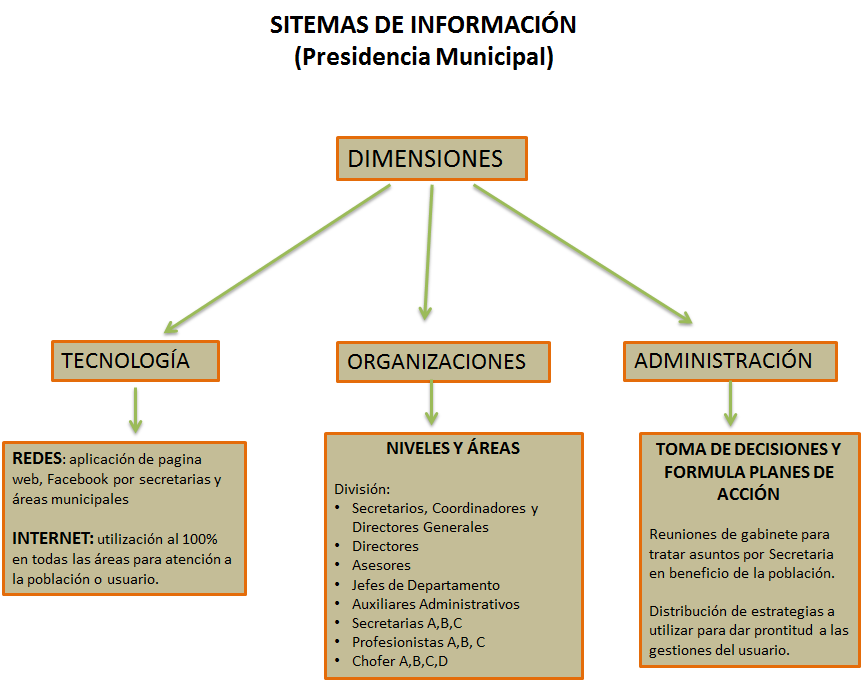 SITEMAS DE INFORMACIÓN
(Presidencia Municipal)
DIMENSIONES
TECNOLOGÍA
ORGANIZACIONES
ADMINISTRACIÓN
REDES: aplicación de pagina
web, Facebook por secretarias y
áreas municipales
INTERNET: utilización al 100%
en todas las áreas para atención a
la población o usuario.
NIVELES Y ÁREAS
División:
• Secretarios, Coordinadores y
Directores Generales
• Directores
• Asesores
• Jefes de Departamento
• Auxiliares Administrativos
• Secretarias A,B,C
• Profesionistas A,B, C
• Chofer A,B,C,D
TOMA DE DECISIONES Y
FORMULA PLANES DE
ACCIÓN
Reuniones de gabinete para
tratar asuntos por Secretaria
en beneficio de la población.
Distribución de estrategias a
utilizar para dar prontitud a las
gestiones del usuario.